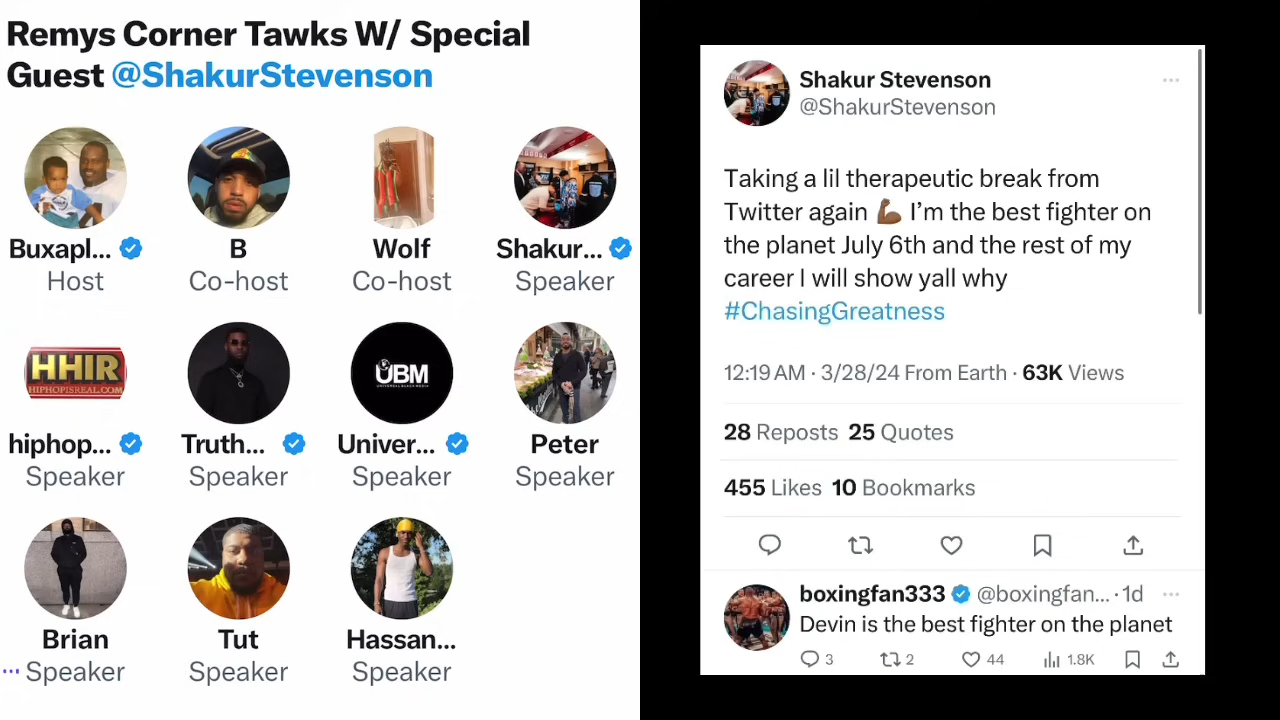 Remys Corner Tawks W/ Special
Guest @ShakurStevenson
Buxapl...
Host
B
Co-host
Wolf
Co-host
Shakur...
Speaker
HHIR
HIPHOPISREAL.COM
hiphop...
Speaker
Truth...
Speaker
UBM
UNIVERSAL BLACK MEDIA
Univer...
Speaker
Peter
Speaker
Brian
Speaker
Tut
Speaker
Hassan...
Speaker
Shakur Stevenson
@ShakurStevenson
Taking a lil therapeutic break from
Twitter again 💪🏾 I’m the best fighter on
the planet July 6th and the rest of my
career I will show yall why
#ChasingGreatness
12:19 AM · 3/28/24 From Earth · 63K Views
28 Reposts 25 Quotes
455 Likes 10 Bookmarks
boxingfan333 @boxingfan... · 1d
Devin is the best fighter on the planet
3 2 44 1.8K